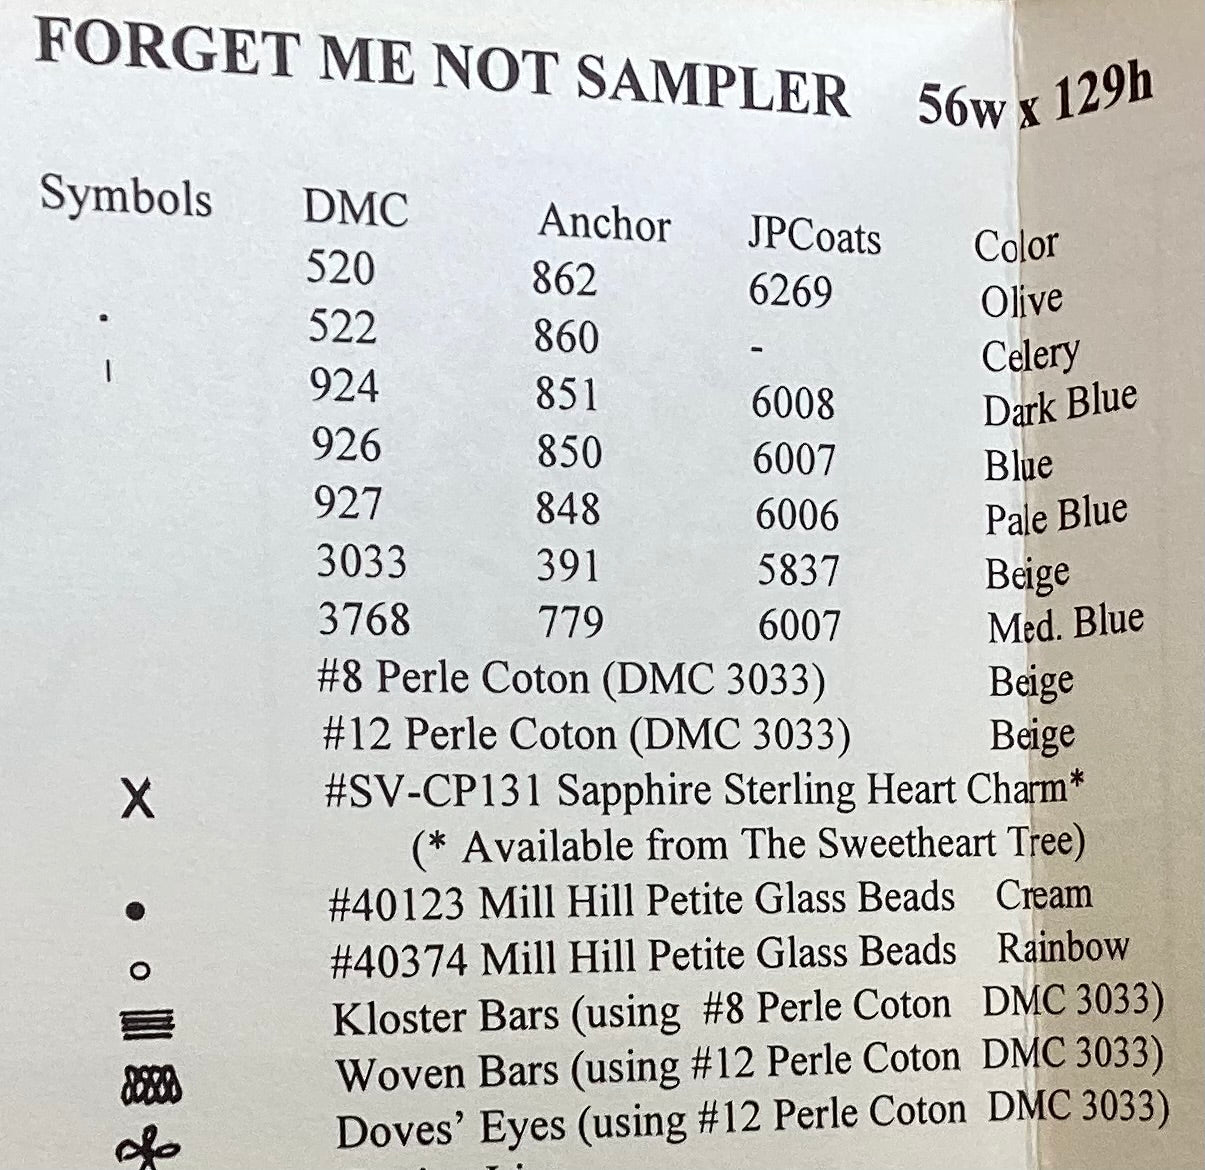 FORGET ME NOT SAMPLER 56w x 129h
Symbols DMC Anchor JPCoats Color
520 862 6269 Olive
. 522 860 - Celery
| 924 851 6008 Dark Blue
926 850 6007 Blue
927 848 6006 Pale Blue
3033 391 5837 Beige
3768 779 6007 Med. Blue
#8 Perle Coton (DMC 3033) Beige
#12 Perle Coton (DMC 3033) Beige
X #SV-CP131 Sapphire Sterling Heart Charm*
(* Available from The Sweetheart Tree)
● #40123 Mill Hill Petite Glass Beads Cream
○ #40374 Mill Hill Petite Glass Beads Rainbow
Kloster Bars (using #8 Perle Coton DMC 3033)
Woven Bars (using #12 Perle Coton DMC 3033)
Doves' Eyes (using #12 Perle Coton DMC 3033)